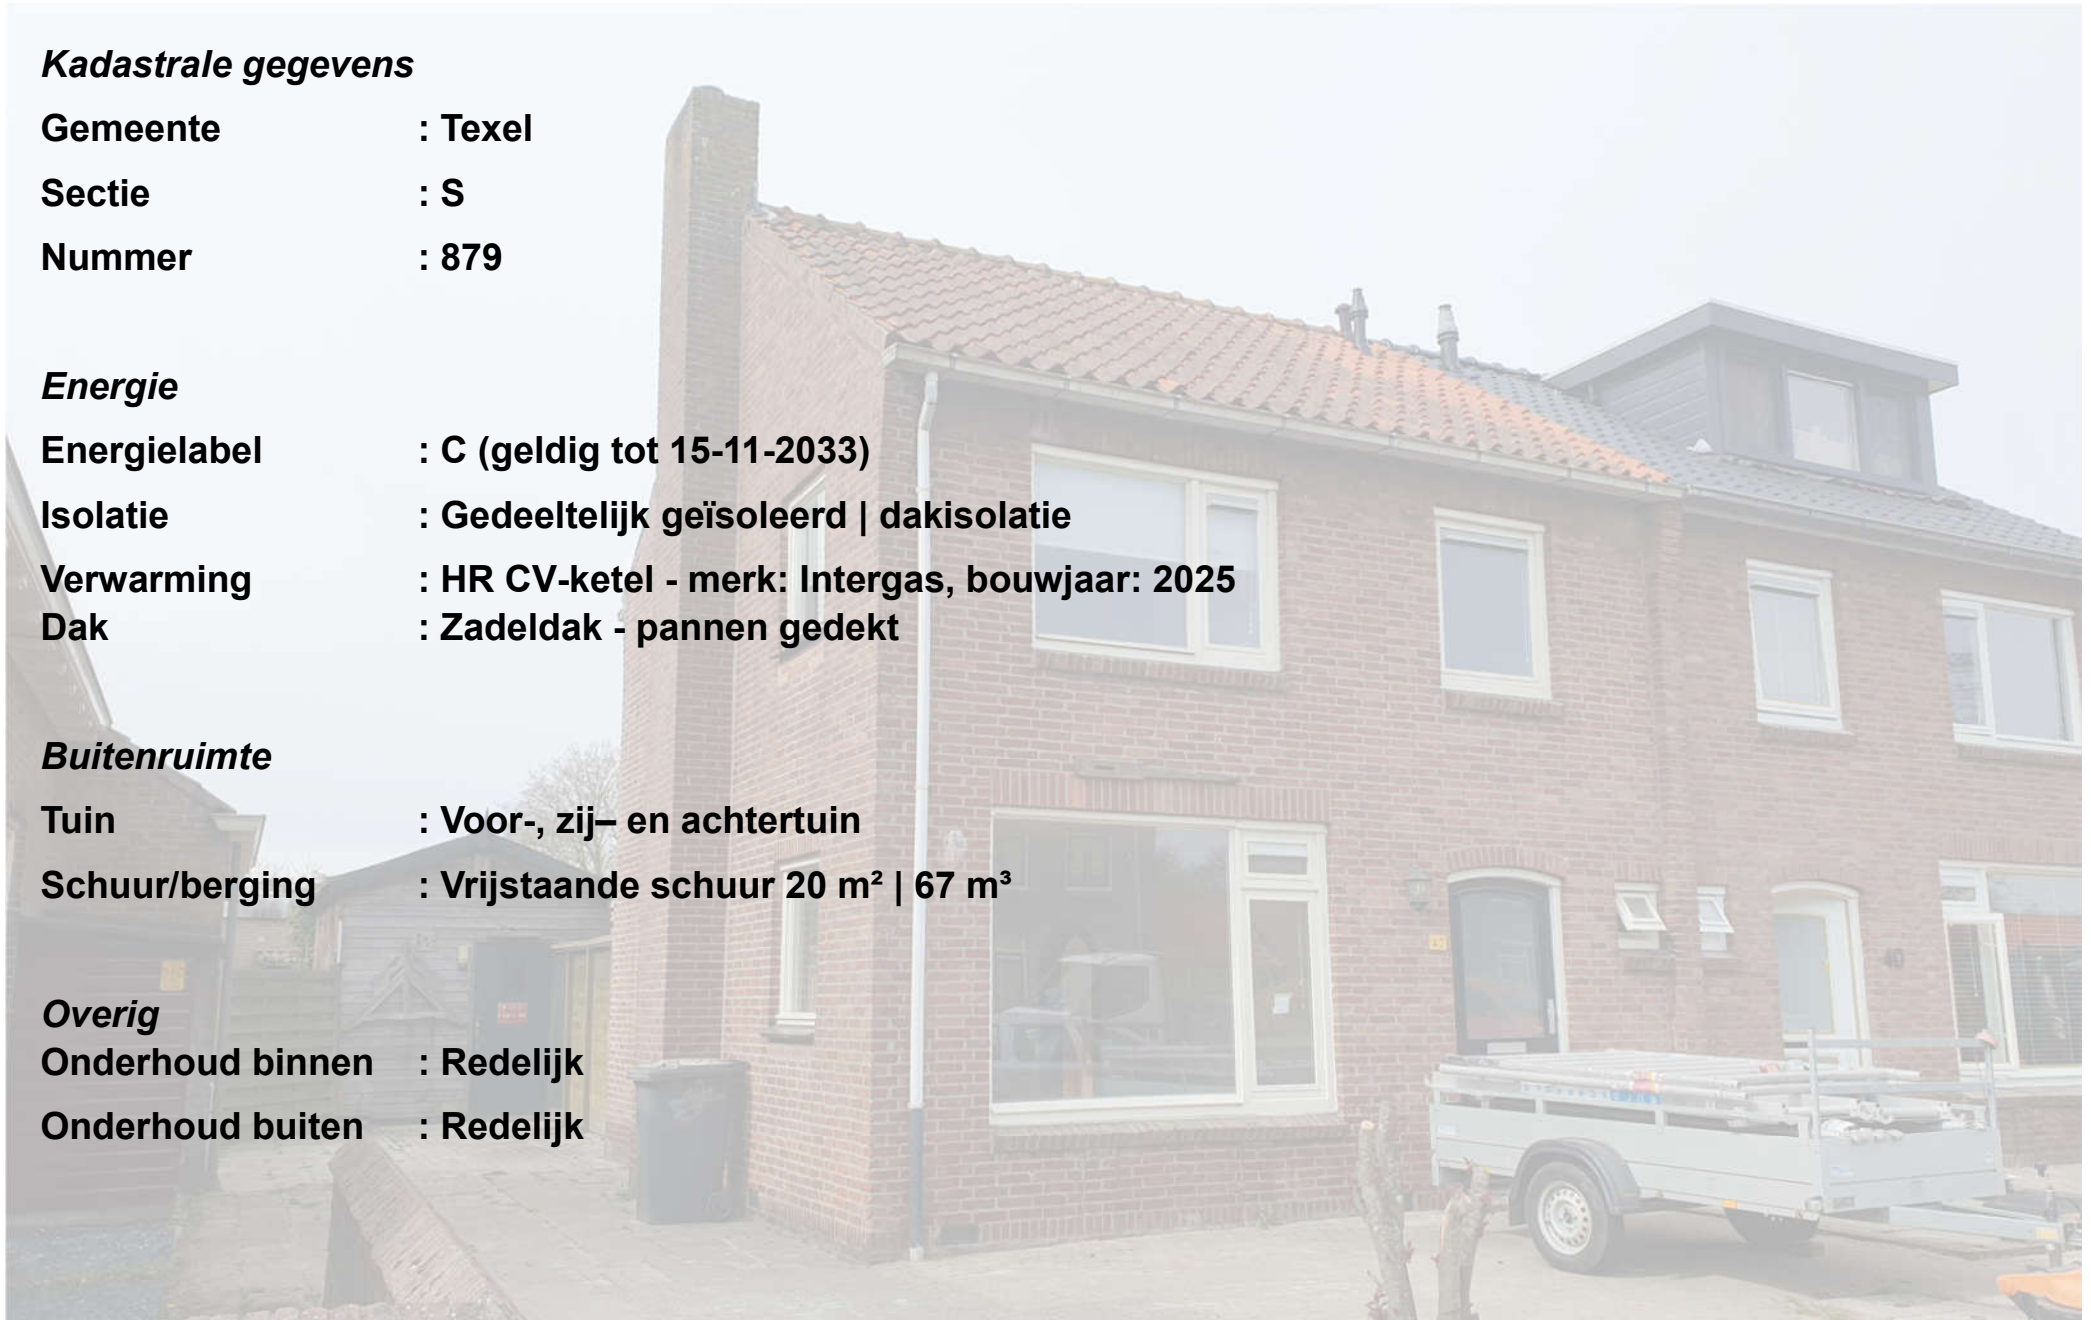 Kadastrale gegevens
Gemeente : Texel
Sectie : S
Nummer : 879
Energie
Energielabel : C (geldig tot 15-11-2033)
Isolatie : Gedeeltelijk geïsoleerd | dakisolatie
Verwarming : HR CV-ketel - merk: Intergas, bouwjaar: 2025
Dak : Zadeldak - pannen gedekt
Buitenruimte
Tuin : Voor-, zij– en achtertuin
Schuur/berging : Vrijstaande schuur 20 m² | 67 m³
Overig
Onderhoud binnen : Redelijk
Onderhoud buiten : Redelijk